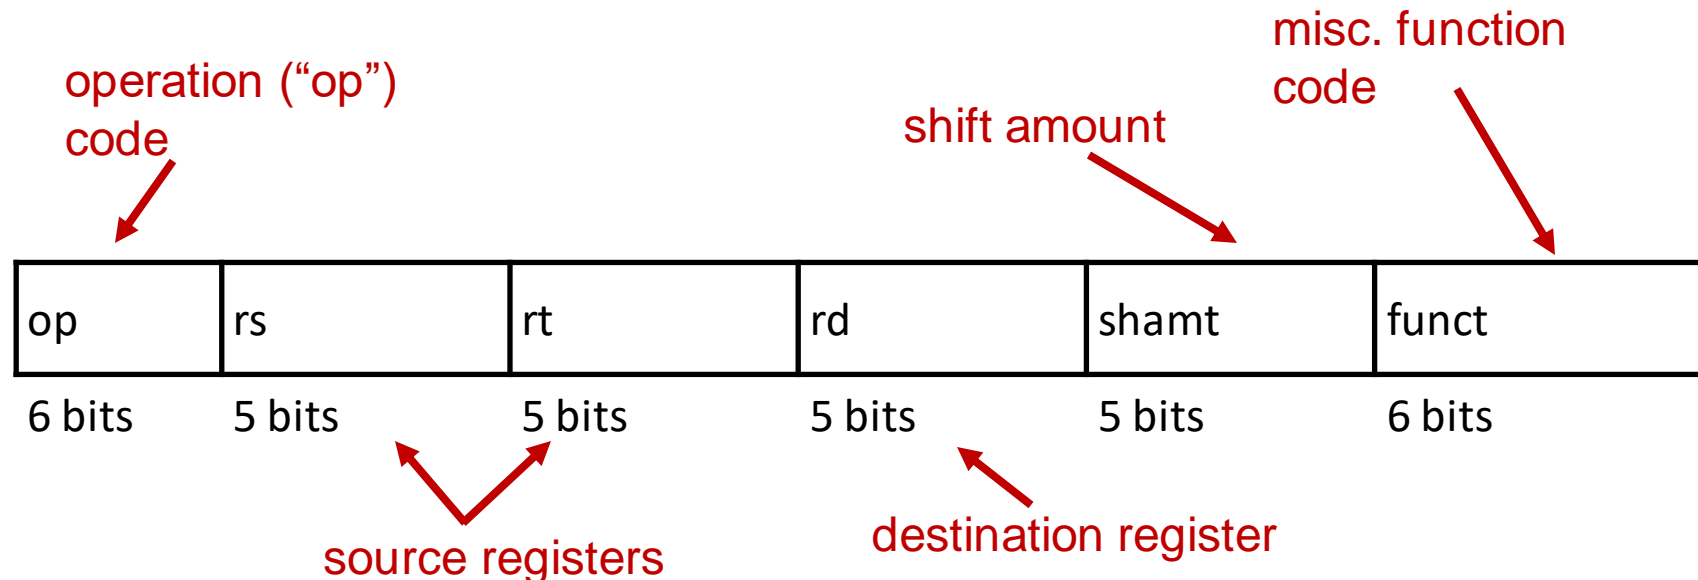 misc. function
code
operation (“op”)
code
shift amount
op rs rt rd shamt funct
6 bits 5 bits 5 bits 5 bits 5 bits 6 bits
destination register
source registers